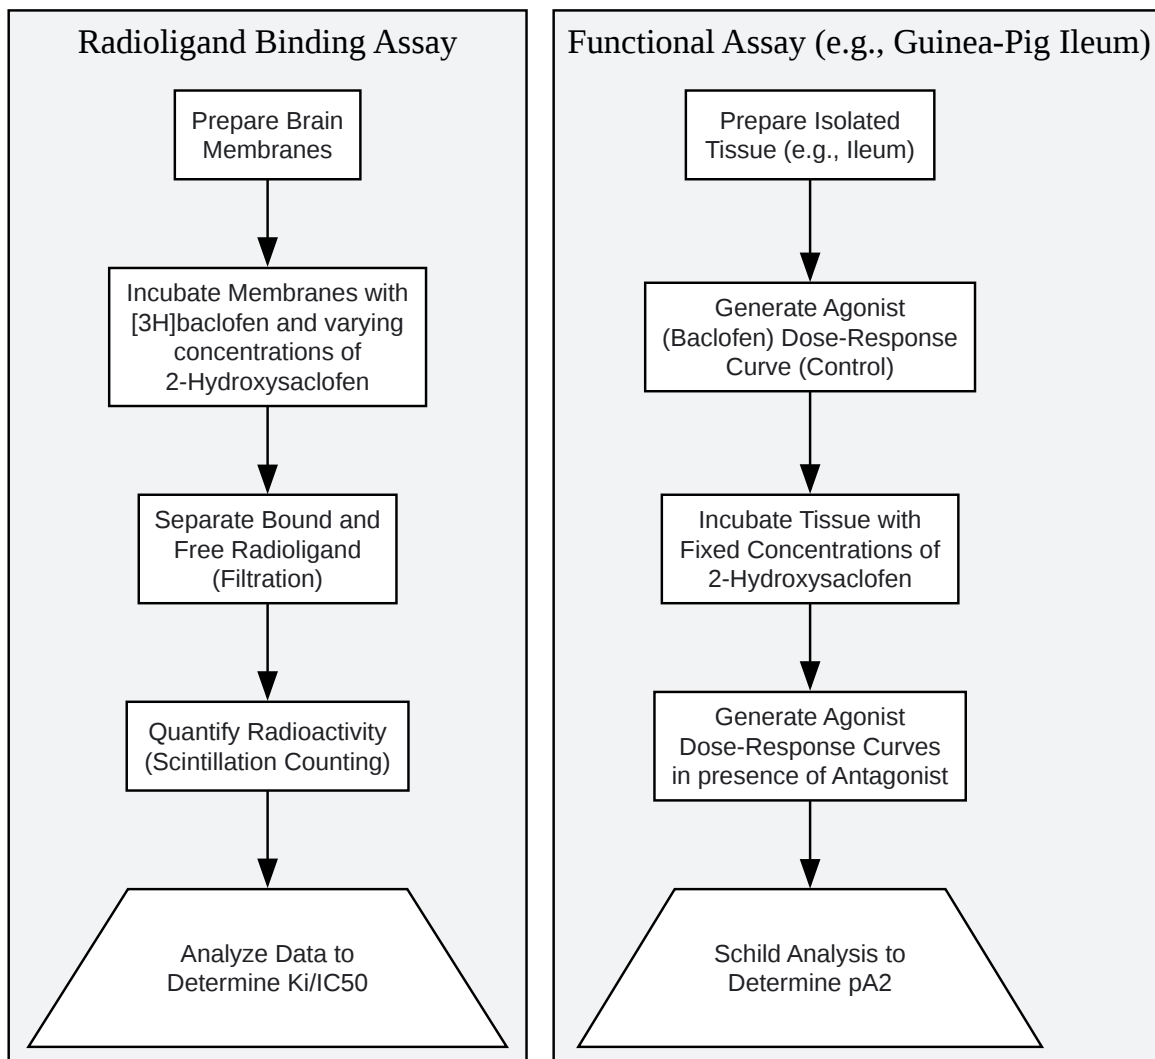 Radioligand Binding Assay
Prepare Brain
Membranes
Incubate Membranes with
[3H]baclofen and varying
concentrations of
2-Hydroxysaclofen
Separate Bound and
Free Radioligand
(Filtration)
Quantify Radioactivity
(Scintillation Counting)
Analyze Data to
Determine Ki/IC50
Functional Assay (e.g., Guinea-Pig Ileum)
Prepare Isolated
Tissue (e.g., Ileum)
Generate Agonist
(Baclofen) Dose-Response
Curve (Control)
Incubate Tissue with
Fixed Concentrations of
2-Hydroxysaclofen
Generate Agonist
Dose-Response Curves
in presence of Antagonist
Schild Analysis to
Determine pA2